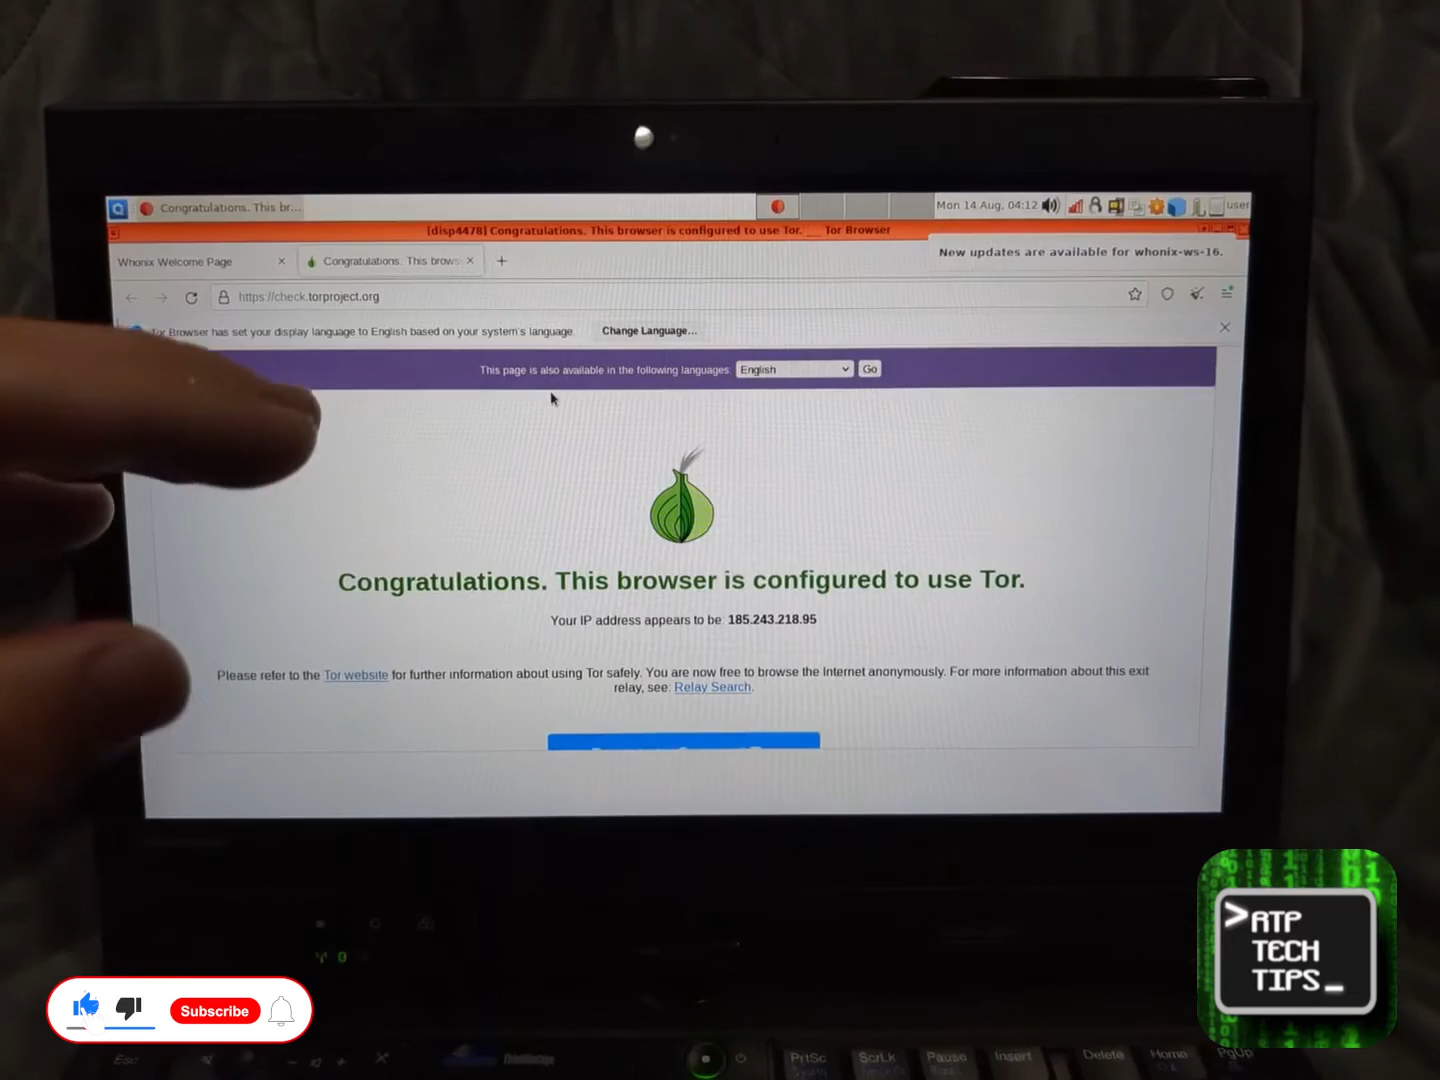 Congratulations. This br...
Mon 14 Aug, 04:12
user
[disp4478] Congratulations. This browser is configured to use Tor. __ Tor Browser
Whonix Welcome Page
Congratulations. This brows
New updates are available for whonix-ws-16.
https://check.torproject.org
Tor Browser has set your display language to English based on your system's language.
Change Language...
This page is also available in the following languages:
English
Go
Congratulations. This browser is configured to use Tor.
Your IP address appears to be: 185.243.218.95
Please refer to the Tor website for further information about using Tor safely. You are now free to browse the Internet anonymously. For more information about this exit
relay, see: Relay Search.
>ATP
TECH
TIPS_
Subscribe
Esc
PrtSc
ScrLk
Pause
Insert
Delete
Home
PgUp